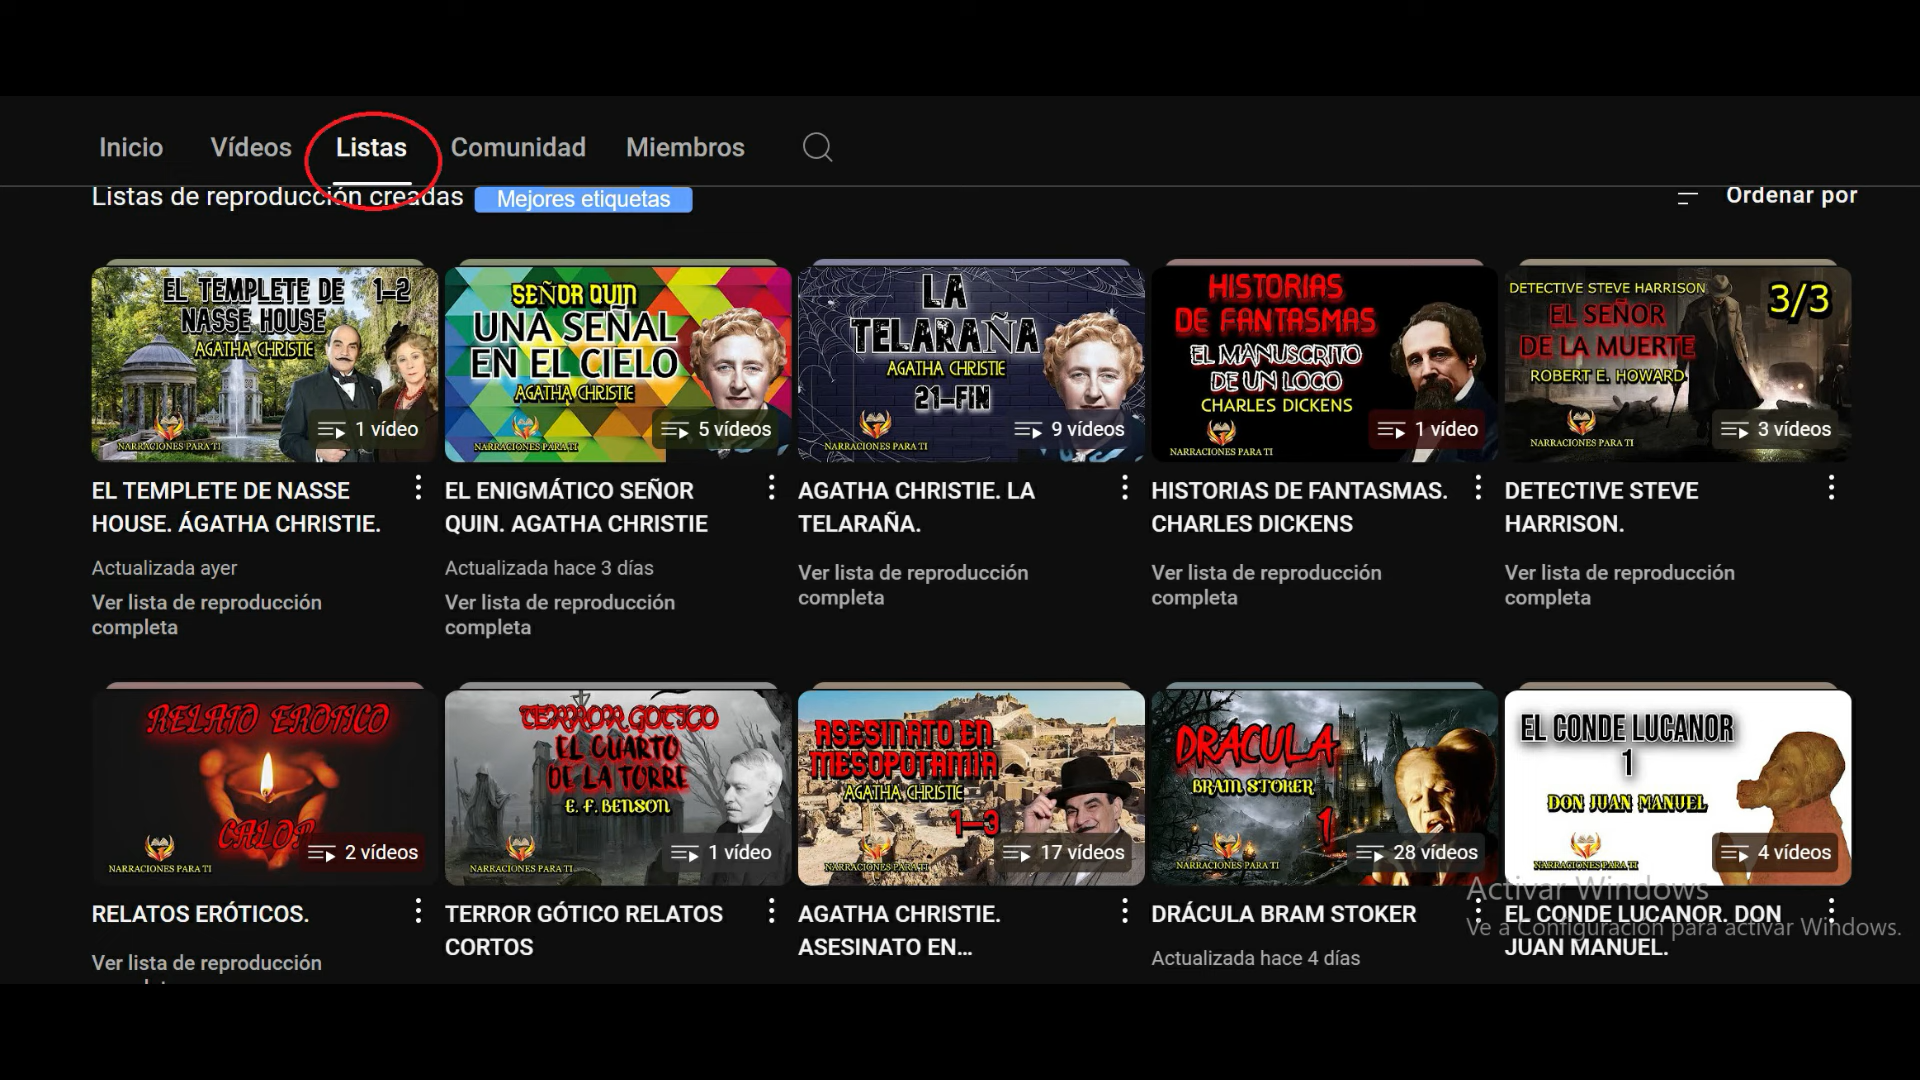 Inicio Vídeos Listas Comunidad Miembros
Listas de reproducción creadas Mejores etiquetas Ordenar por
EL TEMPLETE DE 1-2
NASSE HOUSE
AGATHA CHRISTIE
NARRACIONES PARA TI
1 vídeo
SEÑOR QUIN
UNA SEÑAL
EN EL CIELO
AGATHA CHRISTIE
NARRACIONES PARA TI
5 vídeos
LA
TELARAÑA
AGATHA CHRISTIE
21-FIN
NARRACIONES PARA TI
9 vídeos
HISTORIAS
DE FANTASMAS
EL MANUSCRITO
DE UN LOCO
CHARLES DICKENS
NARRACIONES PARA TI
1 vídeo
DETECTIVE STEVE HARRISON
3/3
EL SEÑOR
DE LA MUERTE
ROBERT E. HOWARD
NARRACIONES PARA TI
3 vídeos
EL TEMPLETE DE NASSE
HOUSE. ÁGATHA CHRISTIE.
Actualizada ayer
Ver lista de reproducción
completa
EL ENIGMÁTICO SEÑOR
QUIN. AGATHA CHRISTIE
Actualizada hace 3 días
Ver lista de reproducción
completa
AGATHA CHRISTIE. LA
TELARAÑA.
Ver lista de reproducción
completa
HISTORIAS DE FANTASMAS.
CHARLES DICKENS
Ver lista de reproducción
completa
DETECTIVE STEVE
HARRISON.
Ver lista de reproducción
completa
RELATO EROTICO
CALOR
NARRACIONES PARA TI
2 vídeos
TERROR GOTICO
EL CUARTO
DE LA TORRE
E. F. BENSON
NARRACIONES PARA TI
1 vídeo
ASESINATO EN
MESOPOTAMIA
AGATHA CHRISTIE
1-3
NARRACIONES PARA TI
17 vídeos
DRÁCULA
BRAM STOKER
1
NARRACIONES PARA TI
28 vídeos
EL CONDE LUCANOR
1
DON JUAN MANUEL
NARRACIONES PARA TI
4 vídeos
RELATOS ERÓTICOS.
Ver lista de reproducción
TERROR GÓTICO RELATOS
CORTOS
AGATHA CHRISTIE.
ASESINATO EN...
DRÁCULA BRAM STOKER
Actualizada hace 4 días
EL CONDE LUCANOR. DON
JUAN MANUEL.
Activar Windows
Ve a Configuración para activar Windows.